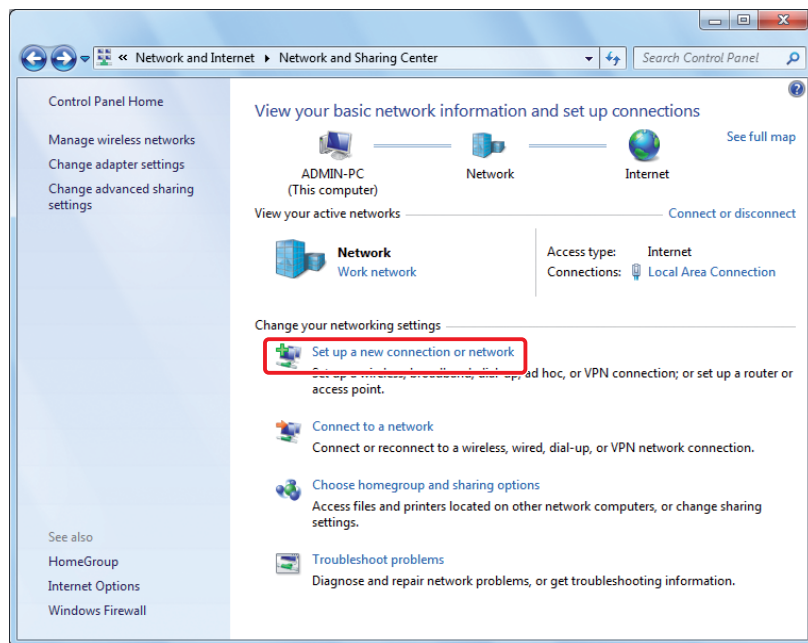 « Network and Internet ▸ Network and Sharing Center
Search Control Panel
Control Panel Home
Manage wireless networks
Change adapter settings
Change advanced sharing
settings
See also
HomeGroup
Internet Options
Windows Firewall
View your basic network information and set up connections
See full map
ADMIN-PC
(This computer)
Network
Internet
View your active networks
Connect or disconnect
Network
Work network
Access type: Internet
Connections: Local Area Connection
Change your networking settings
Set up a new connection or network
Set up a wireless, broadband, dial-up, ad hoc, or VPN connection; or set up a router or
access point.
Connect to a network
Connect or reconnect to a wireless, wired, dial-up, or VPN network connection.
Choose homegroup and sharing options
Access files and printers located on other network computers, or change sharing
settings.
Troubleshoot problems
Diagnose and repair network problems, or get troubleshooting information.